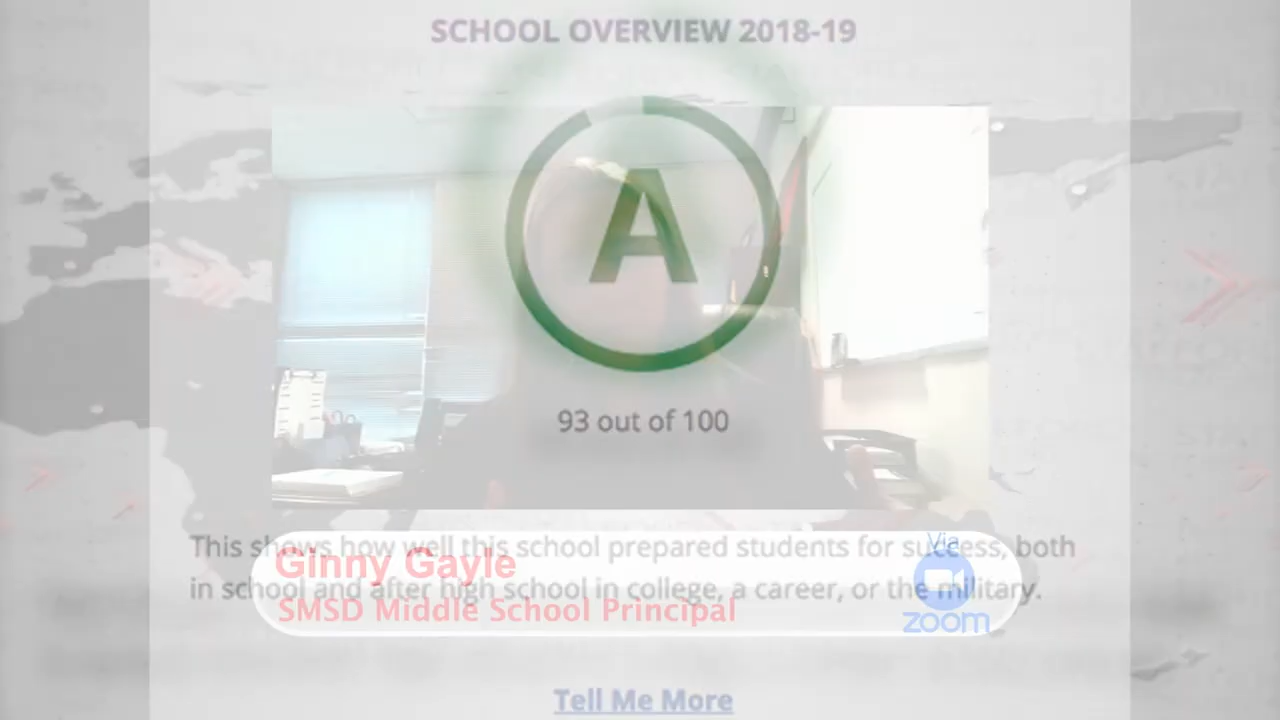 SCHOOL OVERVIEW 2018-19
A
93 out of 100
This shows how well this school prepared students for success, both
in school and after high school in college, a career, or the military.
Ginny Gayle
SMSD Middle School Principal
Via
zoom
Tell Me More